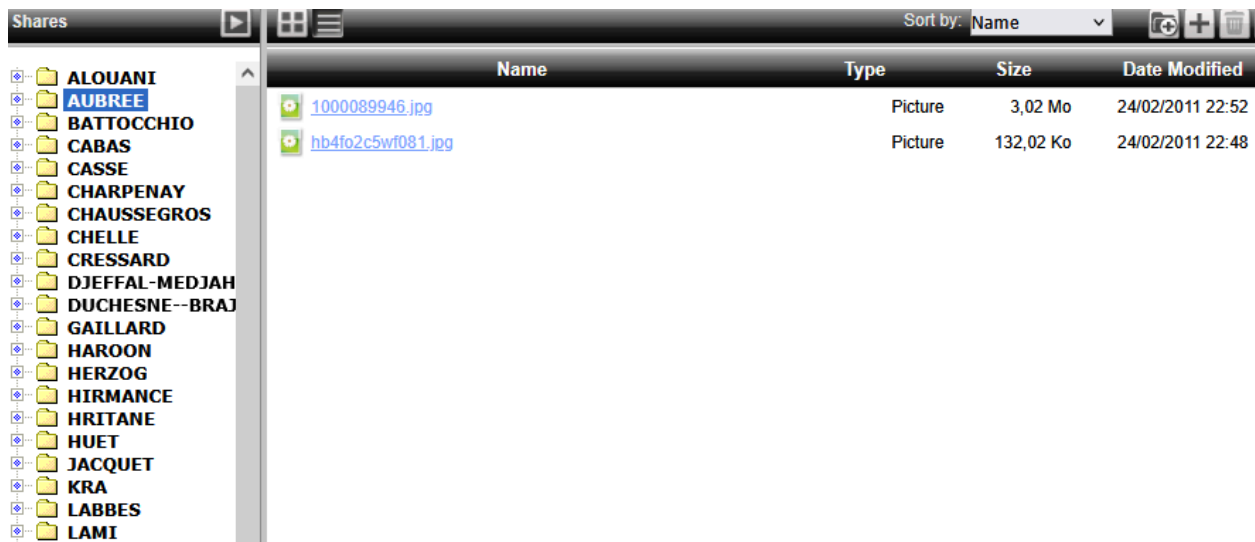 Shares
Sort by: Name
Name Type Size Date Modified
ALOUANI
AUBREE
BATTOCCHIO
CABAS
CASSE
CHARPENAY
CHAUSSEGROS
CHELLE
CRESSARD
DJEFFAL-MEDJAH
DUCHESNE--BRAJ
GAILLARD
HAROON
HERZOG
HIRMANCE
HRITANE
HUET
JACQUET
KRA
LABBES
LAMI
1000089946.jpg Picture 3,02 Mo 24/02/2011 22:52
hb4fo2c5wf081.jpg Picture 132,02 Ko 24/02/2011 22:48